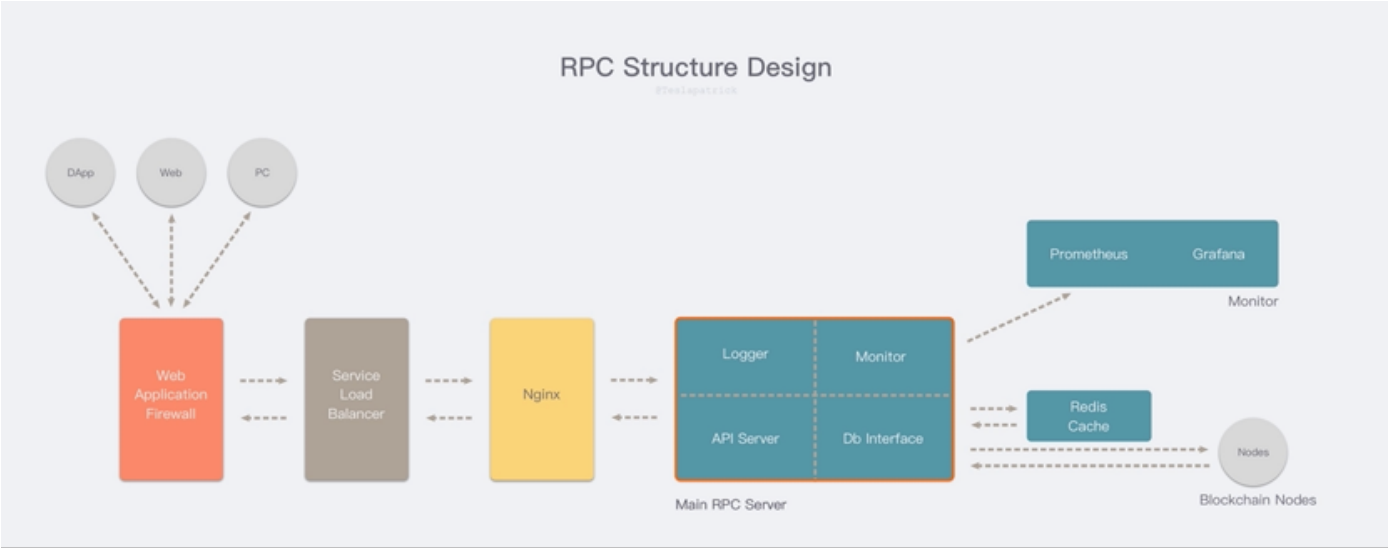 RPC Structure Design
@Teslapatrick
DApp
Web
PC
Prometheus
Grafana
Monitor
Web
Application
Firewall
Service
Load
Balancer
Nginx
Logger
Monitor
API Server
Db Interface
Main RPC Server
Redis
Cache
Nodes
Blockchain Nodes